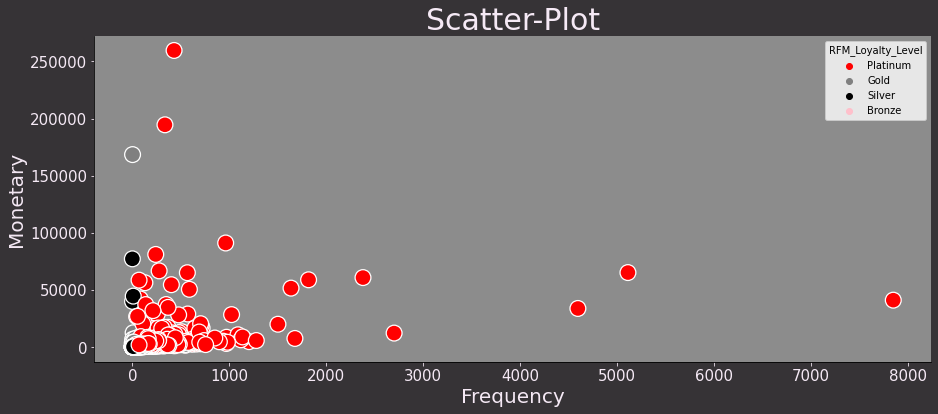 Scatter-Plot
RFM_Loyalty_Level
Platinum
Gold
Silver
Bronze
250000
200000
150000
100000
50000
0
Monetary
0 1000 2000 3000 4000 5000 6000 7000 8000
Frequency